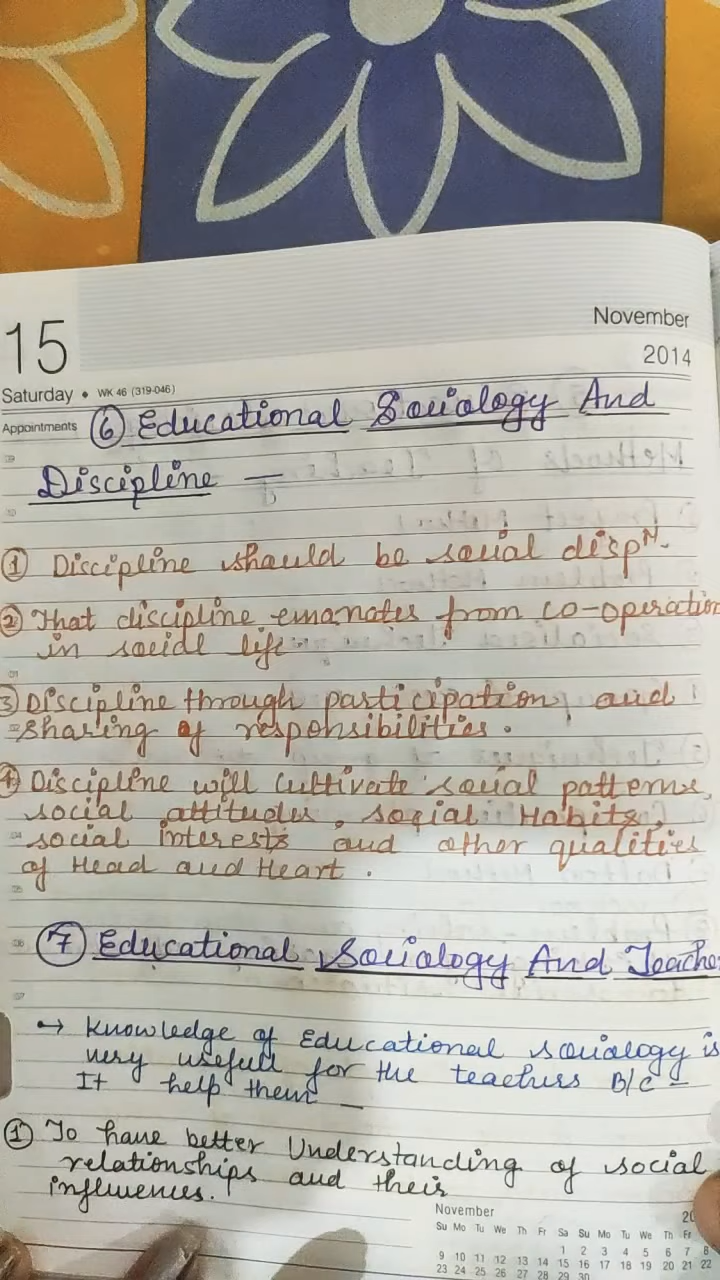 15
November
2014
Saturday • WK 46 (319-046)
Appointments
⑥ Educational Sociology And
Discipline —
① Discipline should be social dispN.
② That discipline emanates from co-operation
in social life
③ Discipline through participation, and
sharing of responsibilities.
④ Discipline will cultivate social patterns,
social attitudes, social Habits,
social interests and other qualities
of Head and Heart.
⑦ Educational Sociology And Teache
→ Knowledge of Educational sociology is
very usefull for the teachers B/C –
It help them —
① To have better Understanding of social
relationships and their
influences.
November 20
Su Mo Tu We Th Fr Sa Su Mo Tu We Th Fr
1 2 3 4 5 6 7 8
9 10 11 12 13 14 15 16 17 18 19 20 21 22
23 24 25 26 27 28 29 30